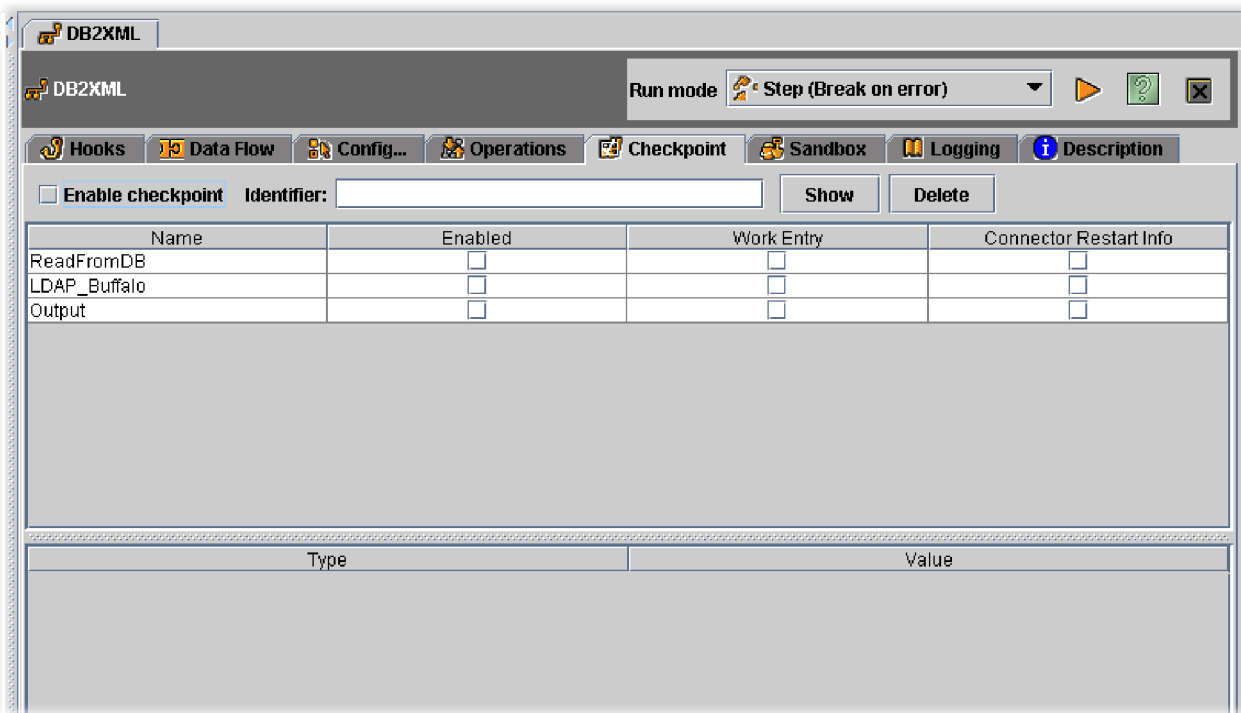 DB2XML
DB2XML Run mode Step (Break on error)
Hooks Data Flow Config... Operations Checkpoint Sandbox Logging Description
Enable checkpoint Identifier: Show Delete
Name Enabled Work Entry Connector Restart Info
ReadFromDB
LDAP_Buffalo
Output
Type Value